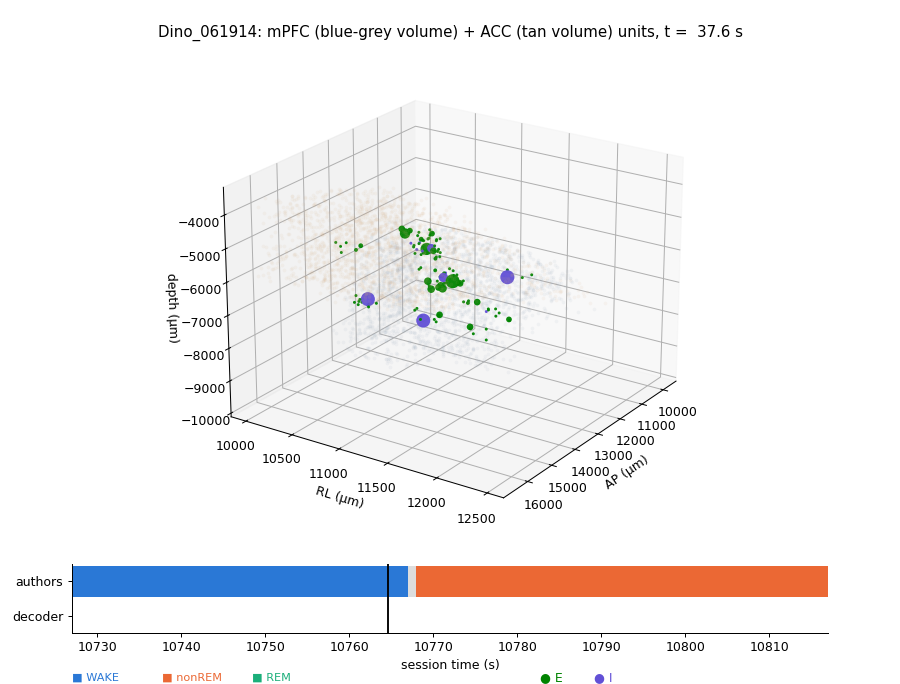 Dino_061914: mPFC (blue-grey volume) + ACC (tan volume) units, t =  37.6 s
−4000
−5000
−6000
−7000
−8000
−9000
−10000
depth (μm)
10000
10500
11000
11500
12000
12500
RL (μm)
10000
11000
12000
13000
14000
15000
16000
AP (μm)
authors
decoder
10730 10740 10750 10760 10770 10780 10790 10800 10810
session time (s)
WAKE nonREM REM E I